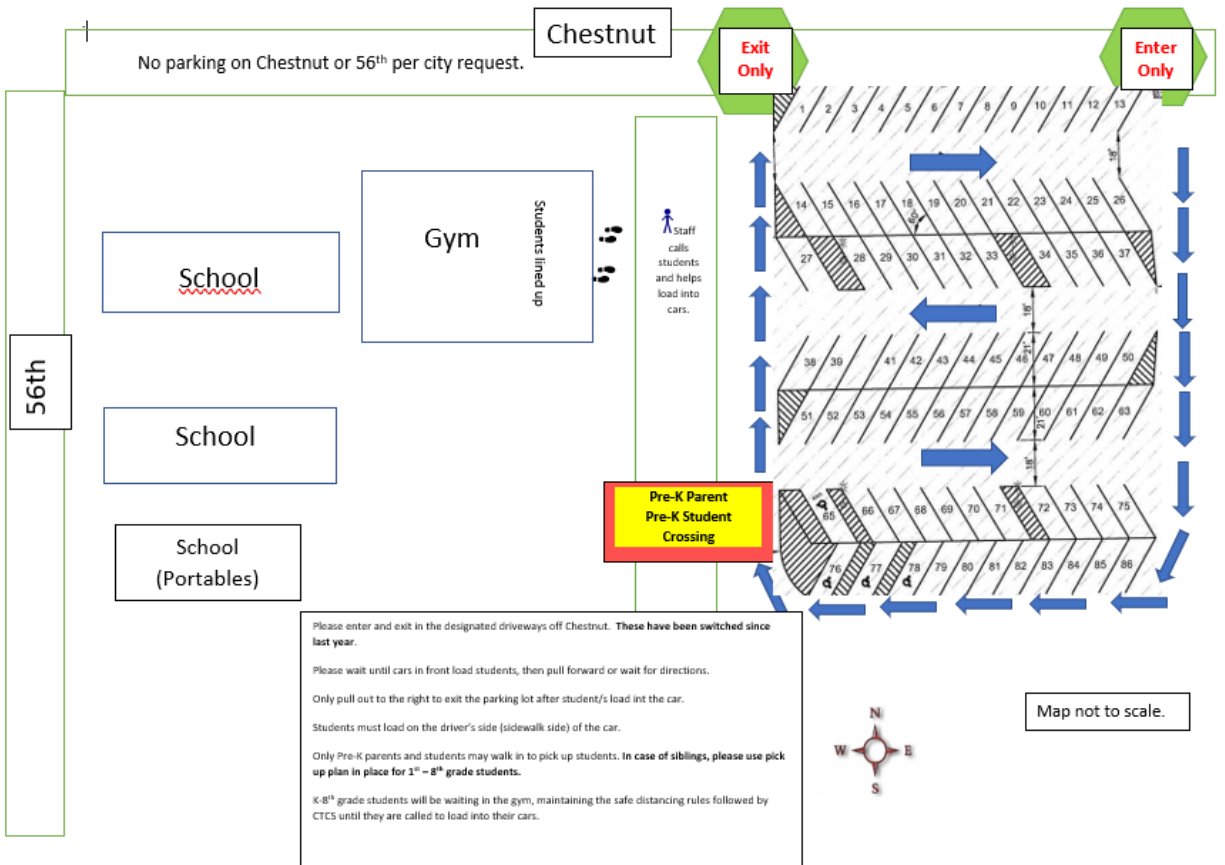 Chestnut
No parking on Chestnut or 56th per city request.
Exit
Only
Enter
Only
56th
School
School
School
(Portables)
Gym
Students lined up
Staff
calls
students
and helps
load into
cars.
Pre-K Parent
Pre-K Student
Crossing
1 2 3 4 5 6 7 8 9 10 11 12 13
18'
14 15 16 17 18 19 20 21 22 23 24 25 26
60°
27 28 29 30 31 32 33 34 35 36 37
18'
38 39 41 42 43 44 45 46 47 48 49 50
21'
51 52 53 54 55 56 57 58 59 60 61 62 63
21'
18'
65 66 67 68 69 70 71 72 73 74 75
76 77 78 79 80 81 82 83 84 85 86
Please enter and exit in the designated driveways off Chestnut. These have been switched since
last year.
Please wait until cars in front load students, then pull forward or wait for directions.
Only pull out to the right to exit the parking lot after student/s load int the car.
Students must load on the driver's side (sidewalk side) of the car.
Only Pre-K parents and students may walk in to pick up students. In case of siblings, please use pick
up plan in place for 1st – 8th grade students.
K-8th grade students will be waiting in the gym, maintaining the safe distancing rules followed by
CTCS until they are called to load into their cars.
N
W E
S
Map not to scale.